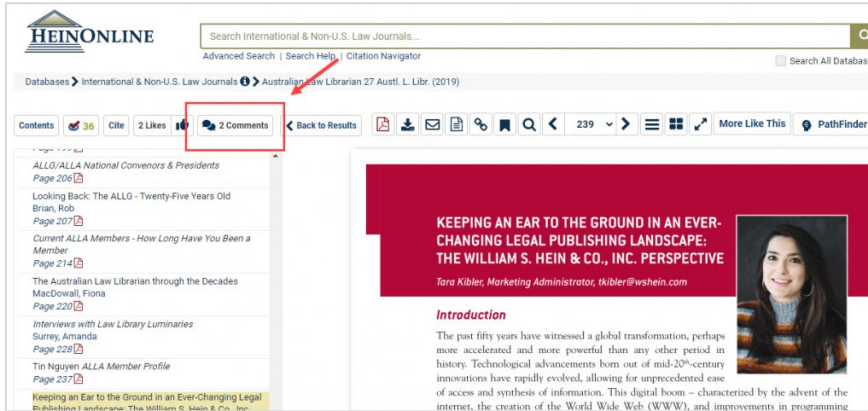 HEINONLINE
Search International & Non-U.S. Law Journals...
Advanced Search | Search Help | Citation Navigator
Search All Databas
Databases > International & Non-U.S. Law Journals > Australian Law Librarian 27 Austl. L. Libr. (2019)
Contents 36 Cite 2 Likes 2 Comments Back to Results 239 More Like This PathFinder
ALLG/ALLA National Convenors & Presidents
Page 206
Looking Back: The ALLG - Twenty-Five Years Old
Brian, Rob
Page 207
Current ALLA Members - How Long Have You Been a
Member
Page 214
The Australian Law Librarian through the Decades
MacDowall, Fiona
Page 220
Interviews with Law Library Luminaries
Surrey, Amanda
Page 228
Tin Nguyen ALLA Member Profile
Page 237
Keeping an Ear to the Ground in an Ever-Changing Legal
Publishing Landscape: The William S. Hein & Co., Inc.
KEEPING AN EAR TO THE GROUND IN AN EVER-
CHANGING LEGAL PUBLISHING LANDSCAPE:
THE WILLIAM S. HEIN & CO., INC. PERSPECTIVE
Tara Kibler, Marketing Administrator, tkibler@wshein.com
Introduction
The past fifty years have witnessed a global transformation, perhaps
more accelerated and more powerful than any other period in
history. Technological advancements born out of mid-20th-century
innovations have rapidly evolved, allowing for unprecedented ease
of access and synthesis of information. This digital boom – characterized by the advent of the
internet, the creation of the World Wide Web (WWW), and improvements in programming